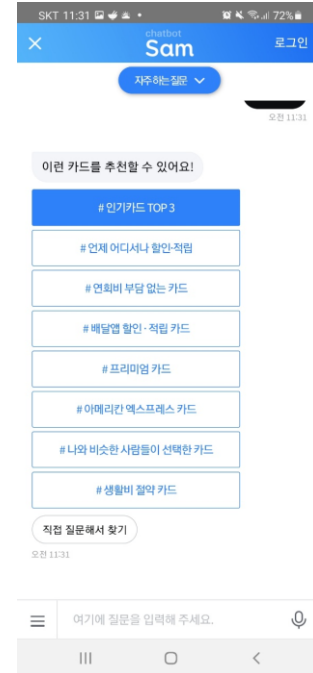 SKT 11:31
72%
chatbot
Sam
로그인
자주하는질문
오전 11:31
이런 카드를 추천할 수 있어요!
# 인기카드 TOP 3
# 언제 어디서나 할인·적립
# 연회비 부담 없는 카드
# 배달앱 할인 · 적립 카드
# 프리미엄 카드
# 아메리칸 엑스프레스 카드
# 나와 비슷한 사람들이 선택한 카드
# 생활비 절약 카드
직접 질문해서 찾기
오전 11:31
여기에 질문을 입력해 주세요.